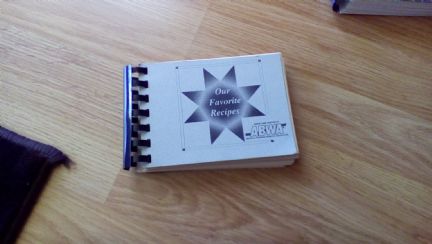 Our
Favorite
Recipes
ABWA